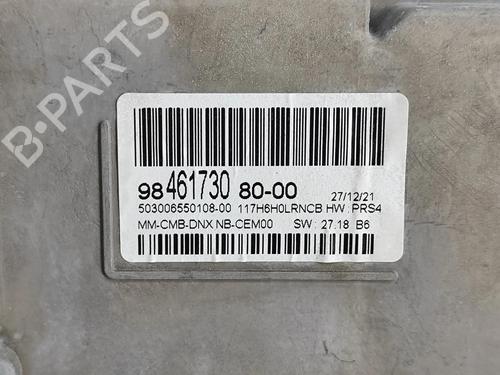 B-PARTS
98 461730 80-00 27/12/21
503006550108-00 117H6H0LRNCB HW : PRS4
MM-CMB-DNX NB-CEM00 SW : 27.18 B6